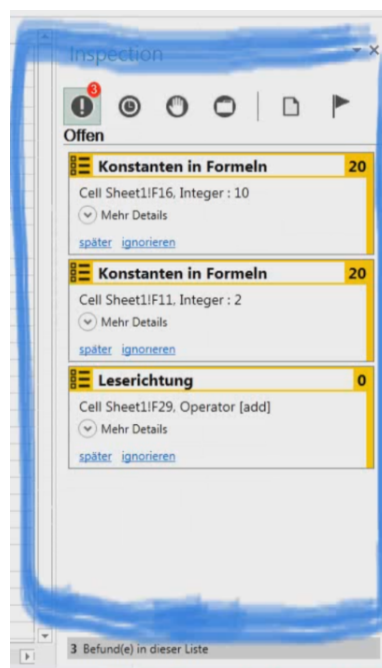 Inspection
3
Offen
Konstanten in Formeln 20
Cell Sheet1!F16, Integer : 10
Mehr Details
später ignorieren
Konstanten in Formeln 20
Cell Sheet1!F11, Integer : 2
Mehr Details
später ignorieren
Leserichtung 0
Cell Sheet1!F29, Operator [add]
Mehr Details
später ignorieren
3 Befund(e) in dieser Liste